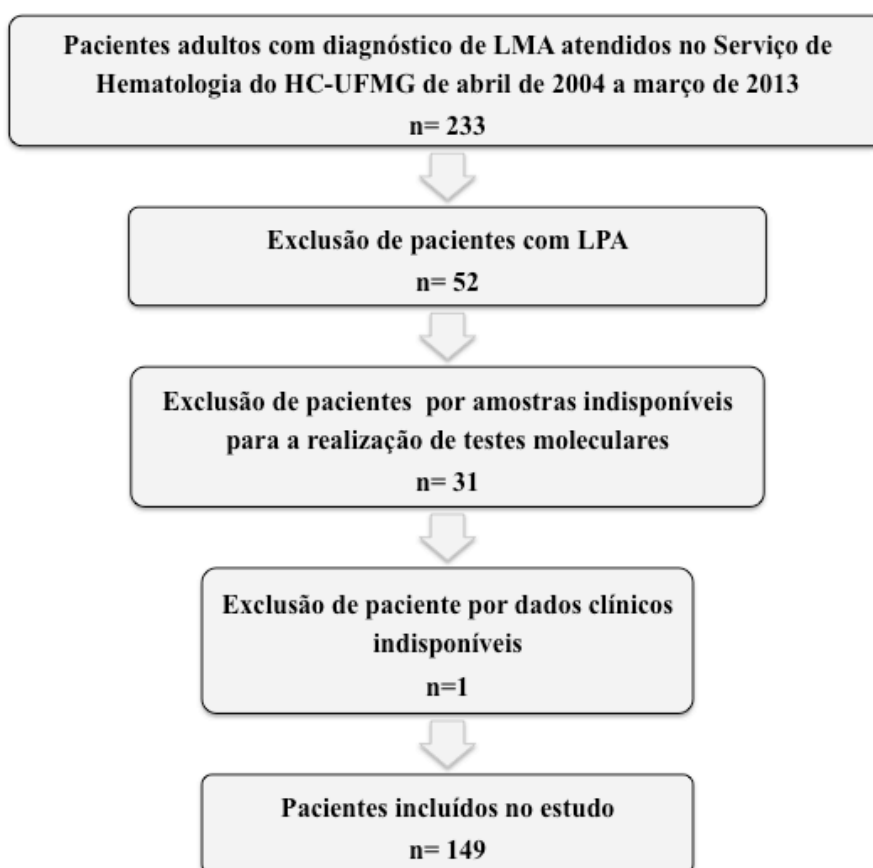 Pacientes adultos com diagnóstico de LMA atendidos no Serviço de
Hematologia do HC-UFMG de abril de 2004 a março de 2013
n= 233
Exclusão de pacientes com LPA
n= 52
Exclusão de pacientes por amostras indisponíveis
para a realização de testes moleculares
n= 31
Exclusão de paciente por dados clínicos
indisponíveis
n=1
Pacientes incluídos no estudo
n= 149